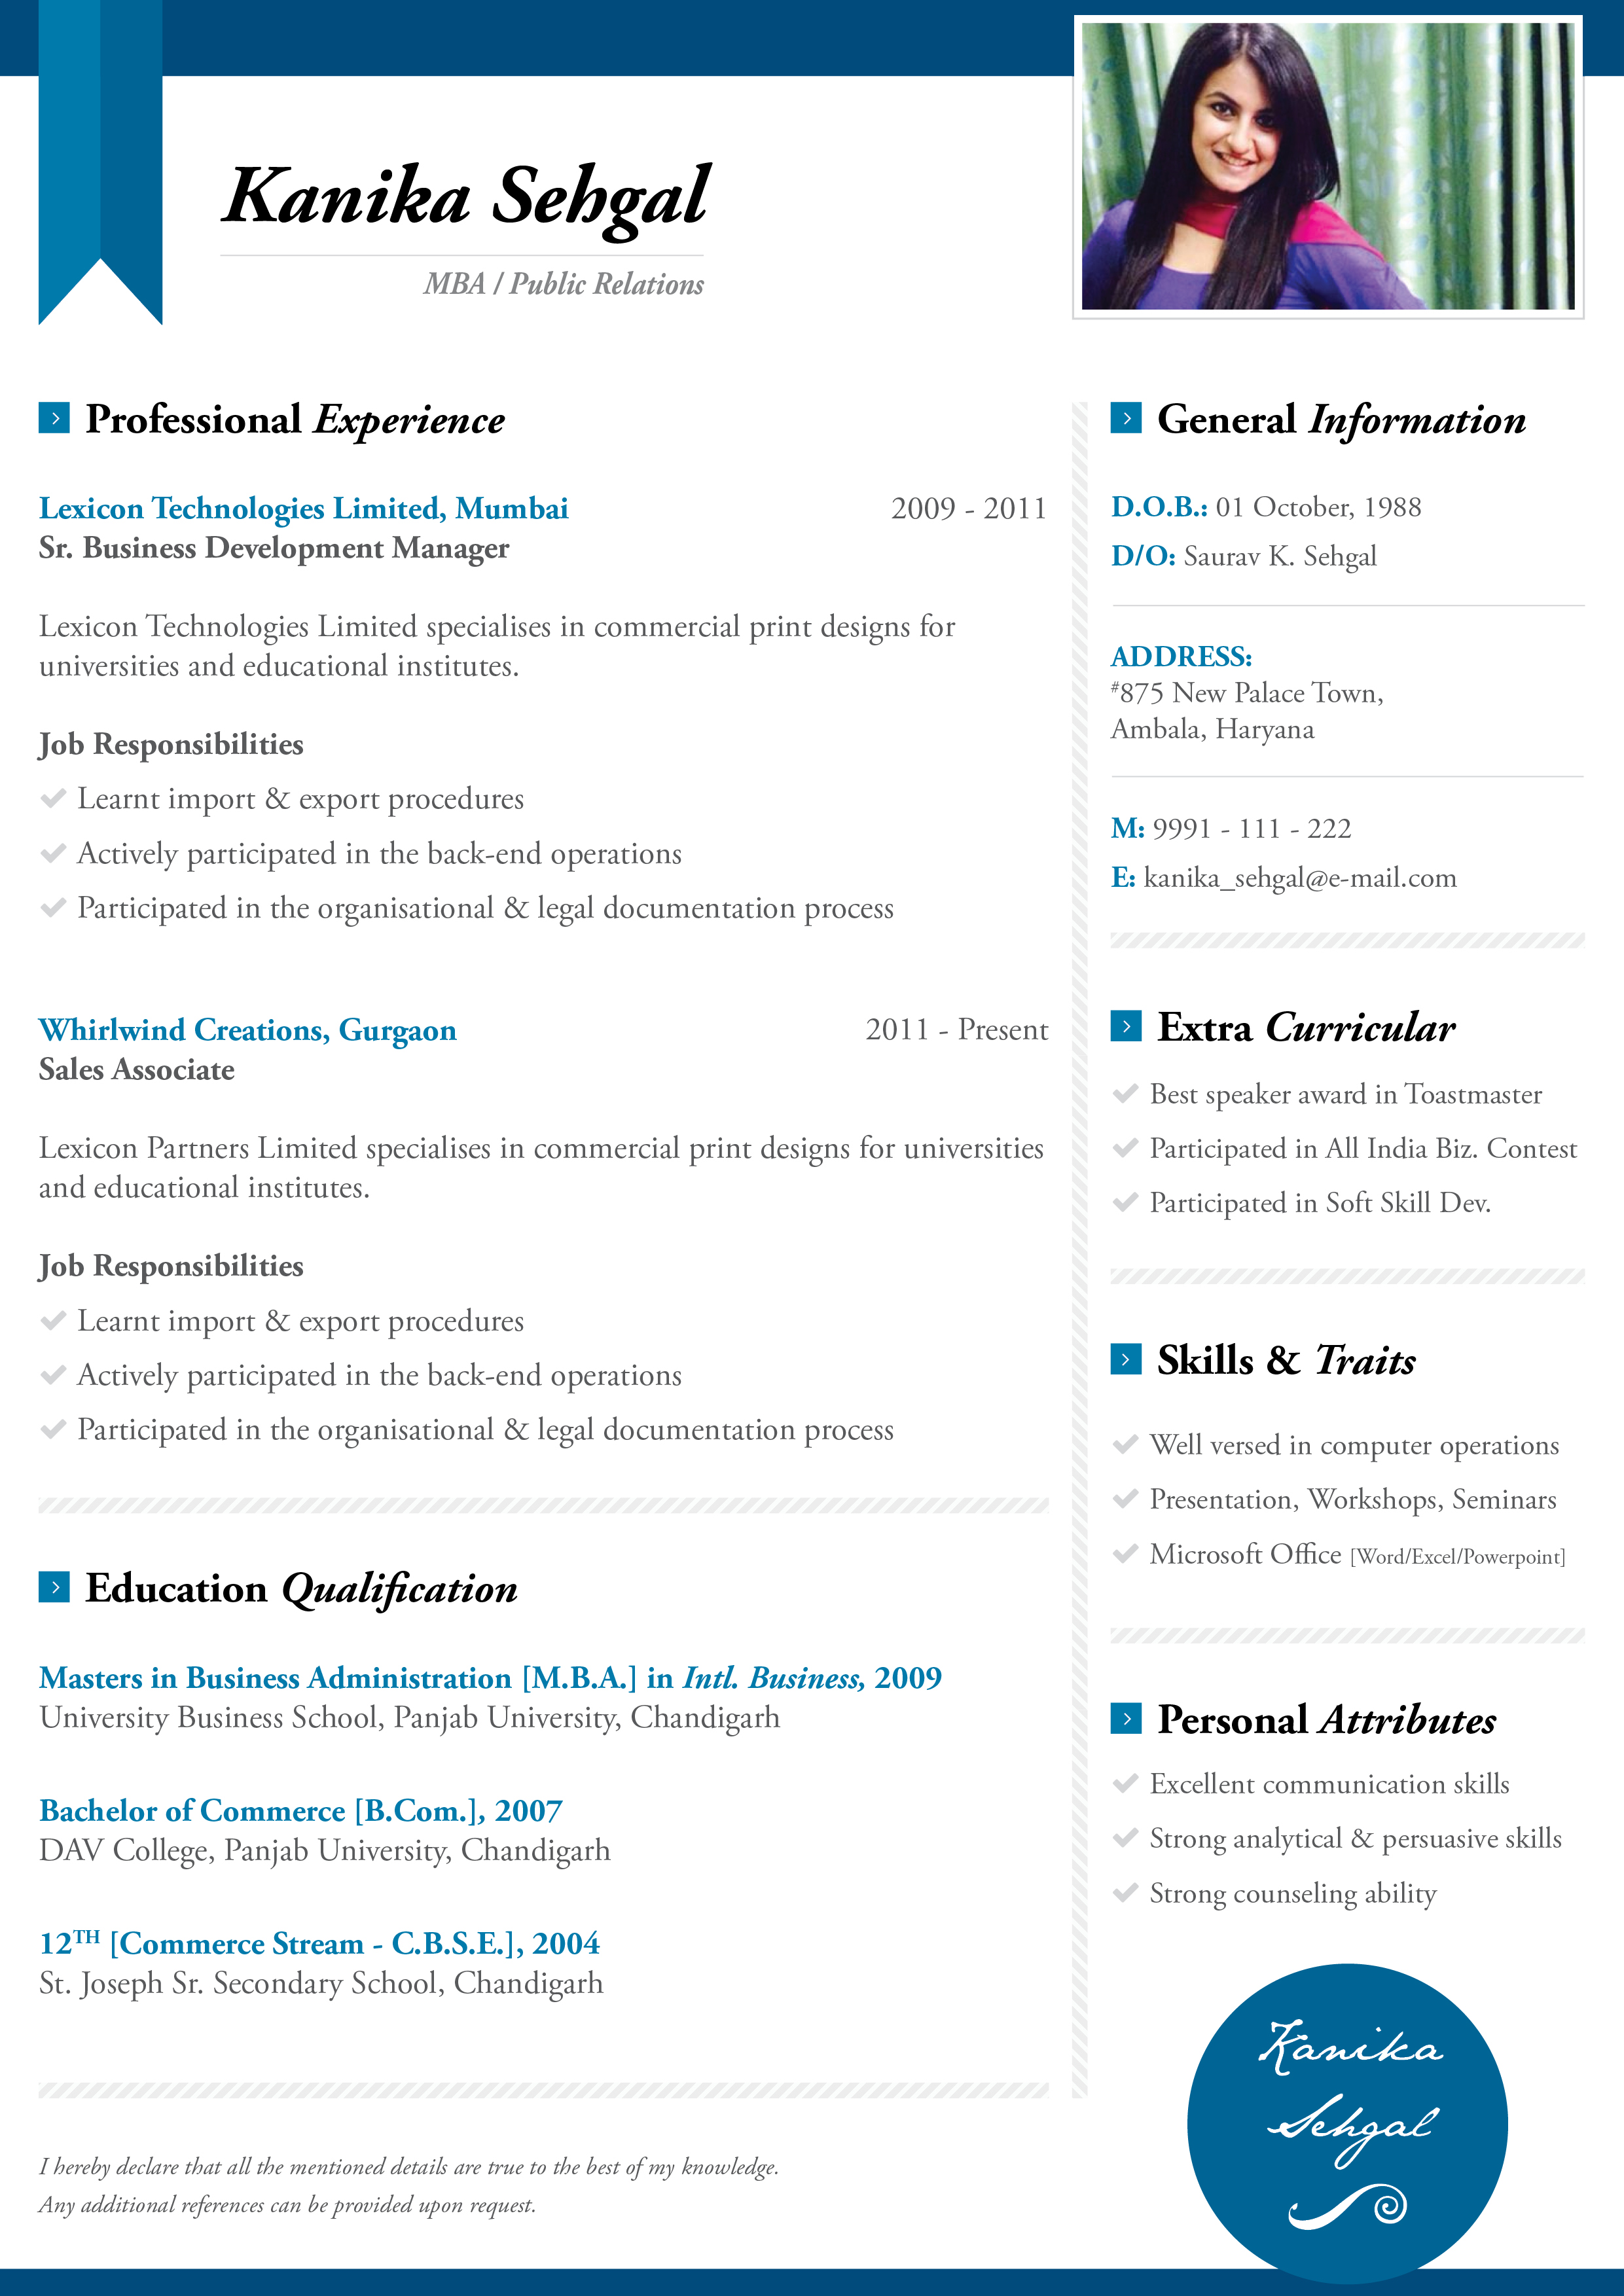 Kanika Sehgal
MBA / Public Relations
Professional Experience
Lexicon Technologies Limited, Mumbai 2009 - 2011
Sr. Business Development Manager
Lexicon Technologies Limited specialises in commercial print designs for
universities and educational institutes.
Job Responsibilities
Learnt import & export procedures
Actively participated in the back-end operations
Participated in the organisational & legal documentation process
Whirlwind Creations, Gurgaon 2011 - Present
Sales Associate
Lexicon Partners Limited specialises in commercial print designs for universities
and educational institutes.
Job Responsibilities
Learnt import & export procedures
Actively participated in the back-end operations
Participated in the organisational & legal documentation process
Education Qualification
Masters in Business Administration [M.B.A.] in Intl. Business, 2009
University Business School, Panjab University, Chandigarh
Bachelor of Commerce [B.Com.], 2007
DAV College, Panjab University, Chandigarh
12TH [Commerce Stream - C.B.S.E.], 2004
St. Joseph Sr. Secondary School, Chandigarh
I hereby declare that all the mentioned details are true to the best of my knowledge.
Any additional references can be provided upon request.
General Information
D.O.B.: 01 October, 1988
D/O: Saurav K. Sehgal
ADDRESS:
#875 New Palace Town,
Ambala, Haryana
M: 9991 - 111 - 222
E: kanika_sehgal@e-mail.com
Extra Curricular
Best speaker award in Toastmaster
Participated in All India Biz. Contest
Participated in Soft Skill Dev.
Skills & Traits
Well versed in computer operations
Presentation, Workshops, Seminars
Microsoft Office [Word/Excel/Powerpoint]
Personal Attributes
Excellent communication skills
Strong analytical & persuasive skills
Strong counseling ability
Kanika
Sehgal